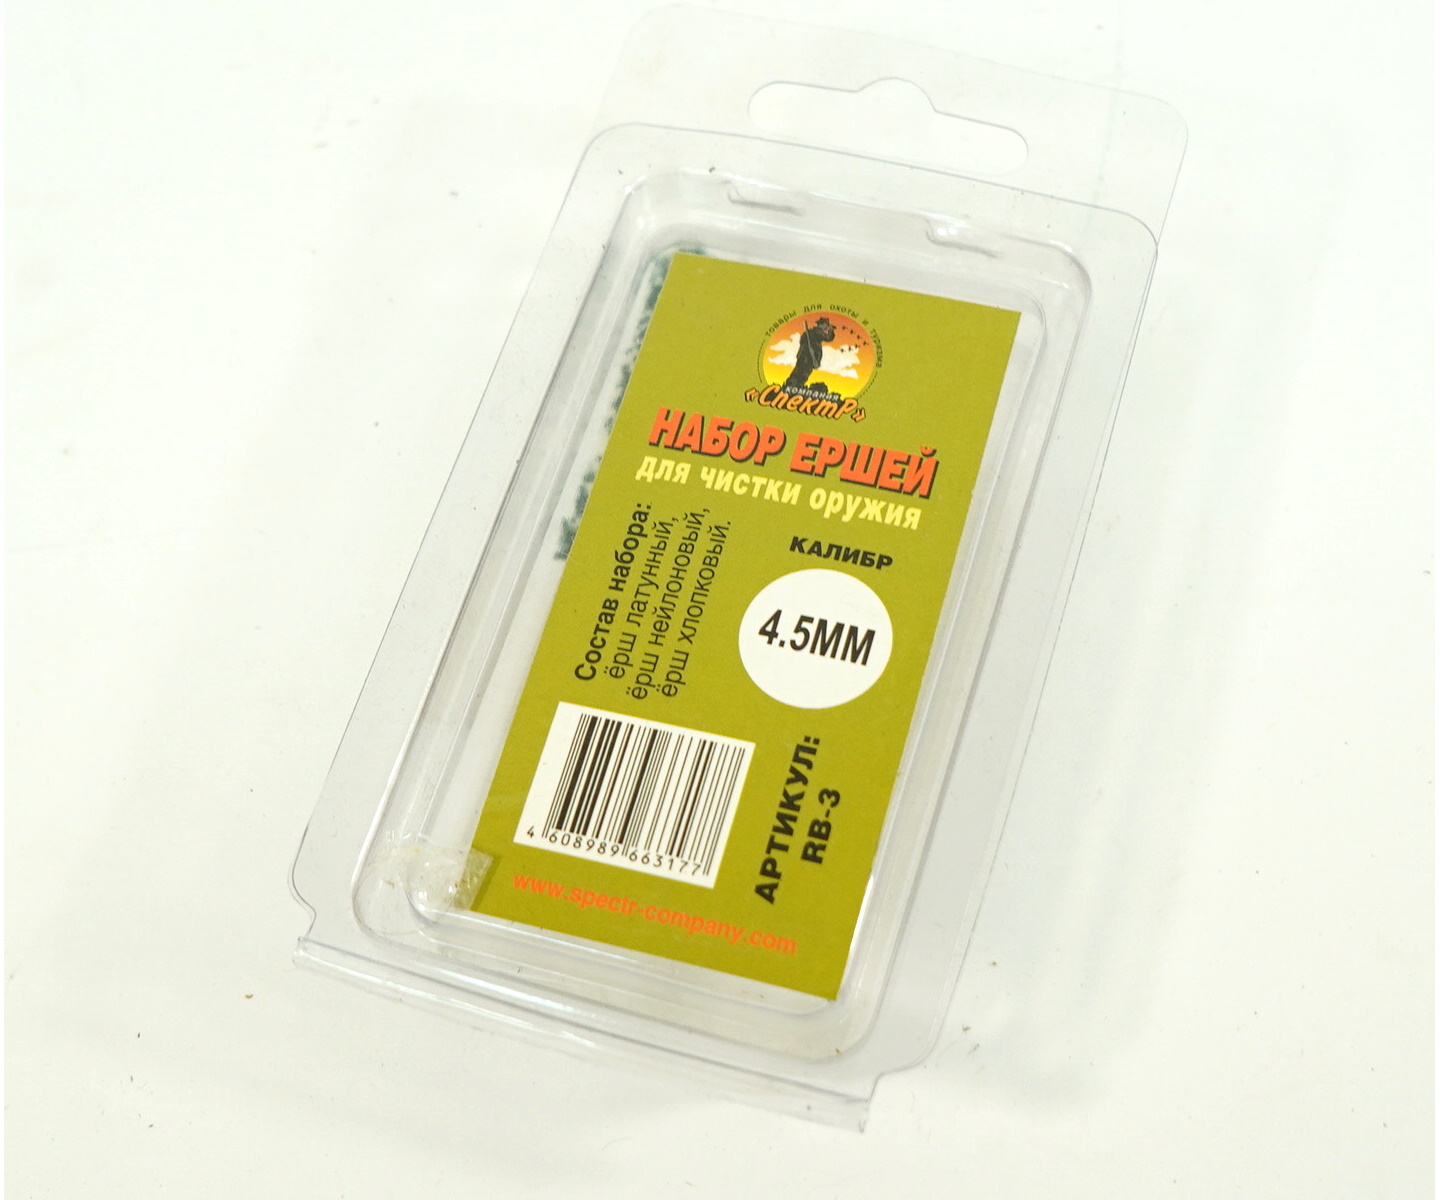 товары для охоты и туризма
компания
«Спектр»
НАБОР ЕРШЕЙ
для чистки оружия
Состав набора:
ёрш латунный,
ёрш нейлоновый,
ёрш хлопковый.
КАЛИБР
4.5ММ
АРТИКУЛ:
RB-3
4 608989 663177
www.spectr-company.com